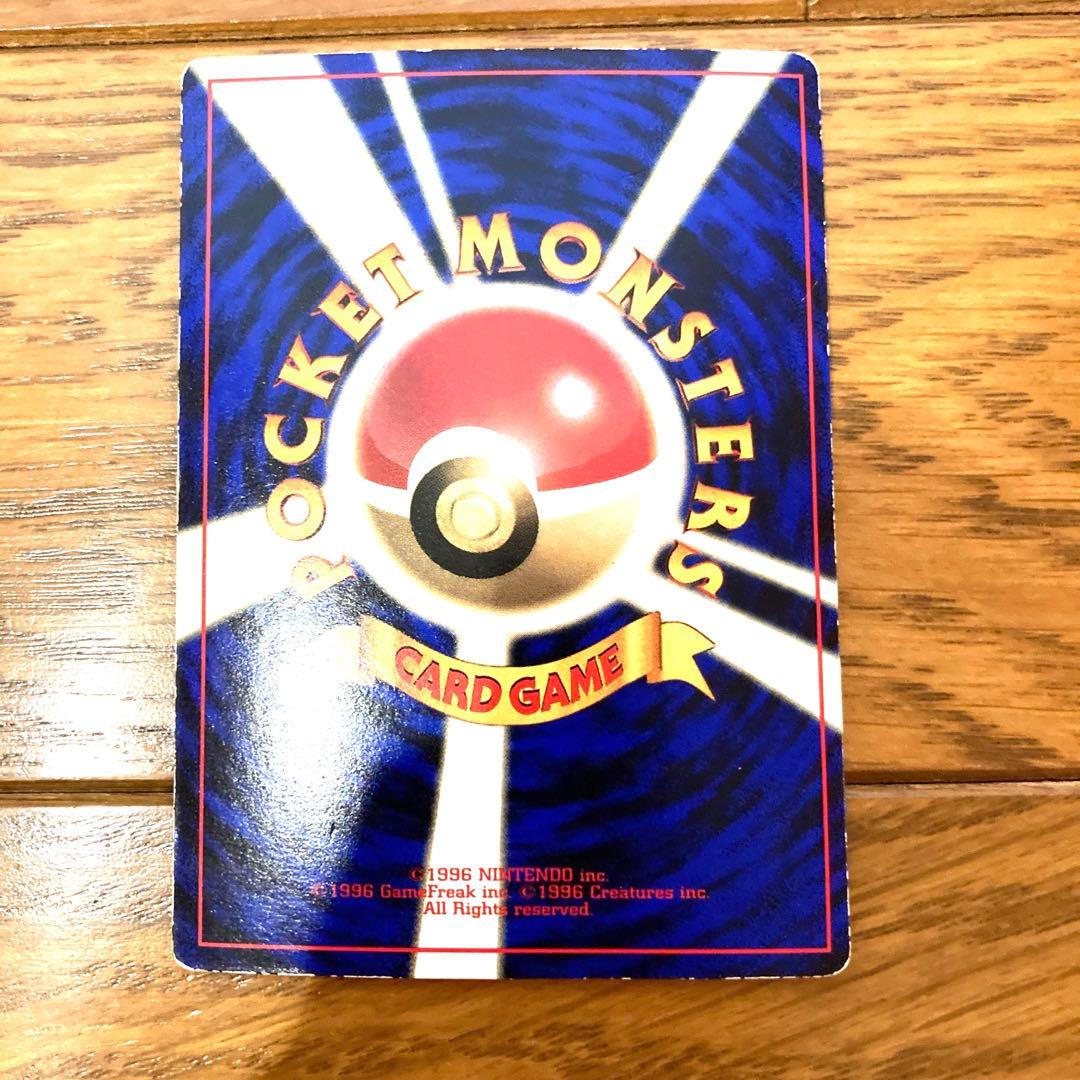 POCKET MONSTERS
CARD GAME
©1996 NINTENDO inc.
©1996 GameFreak inc. ©1996 Creatures inc.
All Rights reserved.